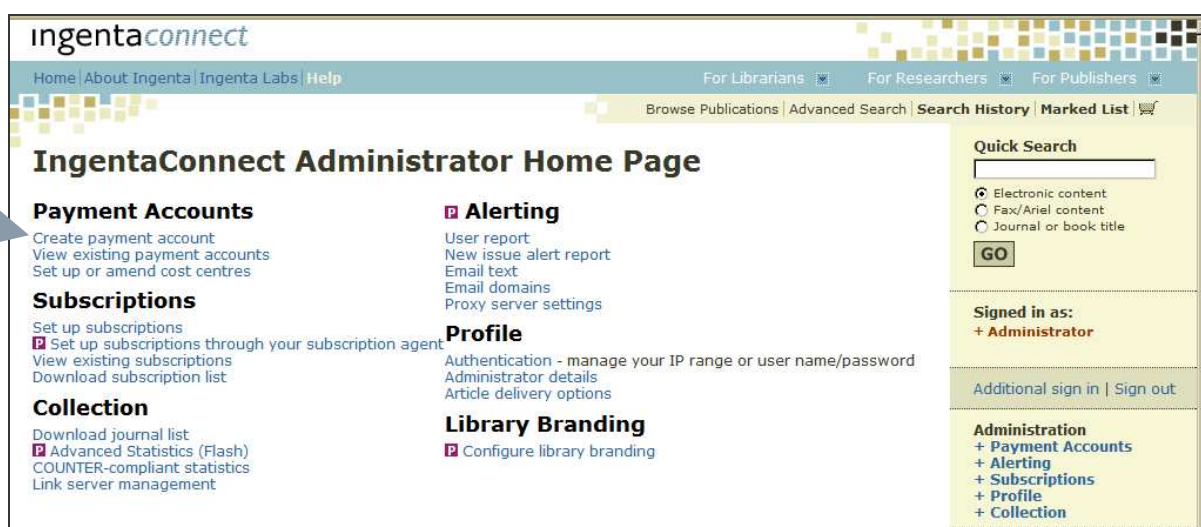 ingentaconnect
Home | About Ingenta | Ingenta Labs | Help
For Librarians
For Researchers
For Publishers
Browse Publications | Advanced Search | Search History | Marked List
IngentaConnect Administrator Home Page
Payment Accounts
Create payment account
View existing payment accounts
Set up or amend cost centres
Subscriptions
Set up subscriptions
P Set up subscriptions through your subscription agent
View existing subscriptions
Download subscription list
Collection
Download journal list
P Advanced Statistics (Flash)
COUNTER-compliant statistics
Link server management
P Alerting
User report
New issue alert report
Email text
Email domains
Proxy server settings
Profile
Authentication - manage your IP range or user name/password
Administrator details
Article delivery options
Library Branding
P Configure library branding
Quick Search
Electronic content
Fax/Ariel content
Journal or book title
GO
Signed in as:
+ Administrator
Additional sign in | Sign out
Administration
+ Payment Accounts
+ Alerting
+ Subscriptions
+ Profile
+ Collection